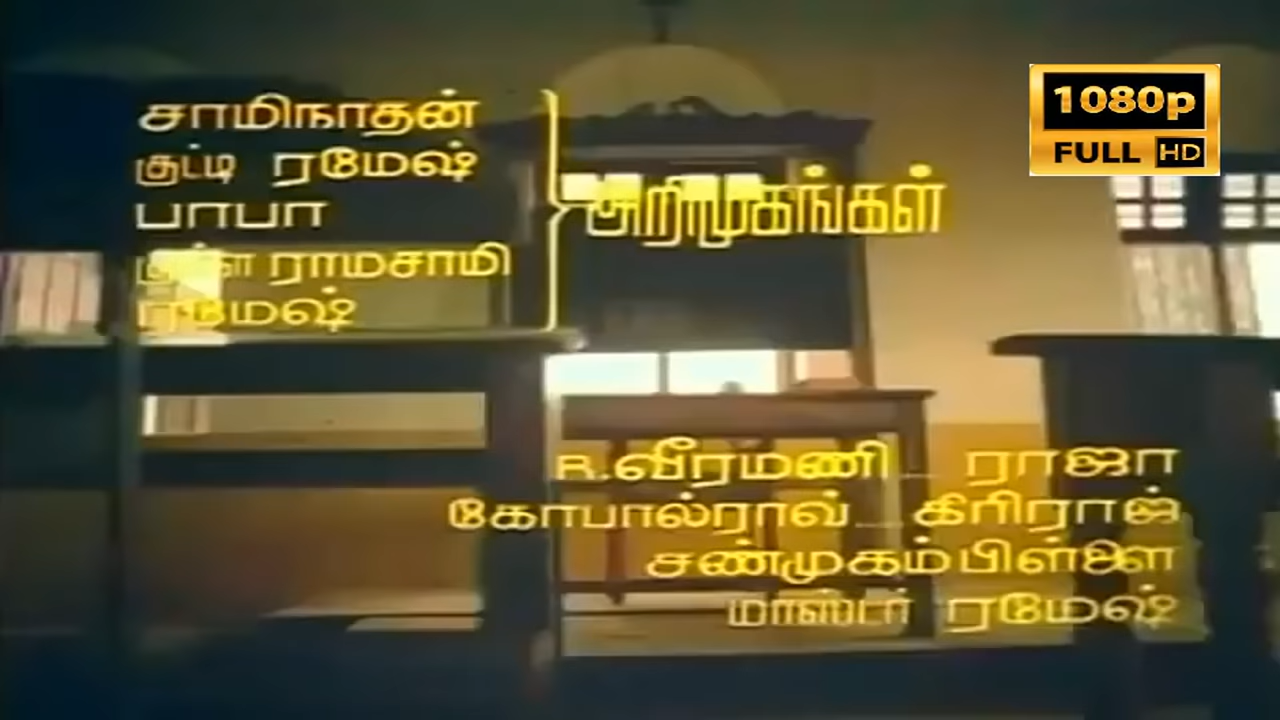 சாமிநாதன்
குட்டி ரமேஷ்
பாபா
குள்ள ராமசாமி
ரமேஷ்
அறிமுகங்கள்
R.வீரமணி... ராஜா
கோபால்ராவ்... கிரிராஜ்
சண்முகம்பிள்ளை
மாஸ்டர் ரமேஷ்
1080p
FULL HD